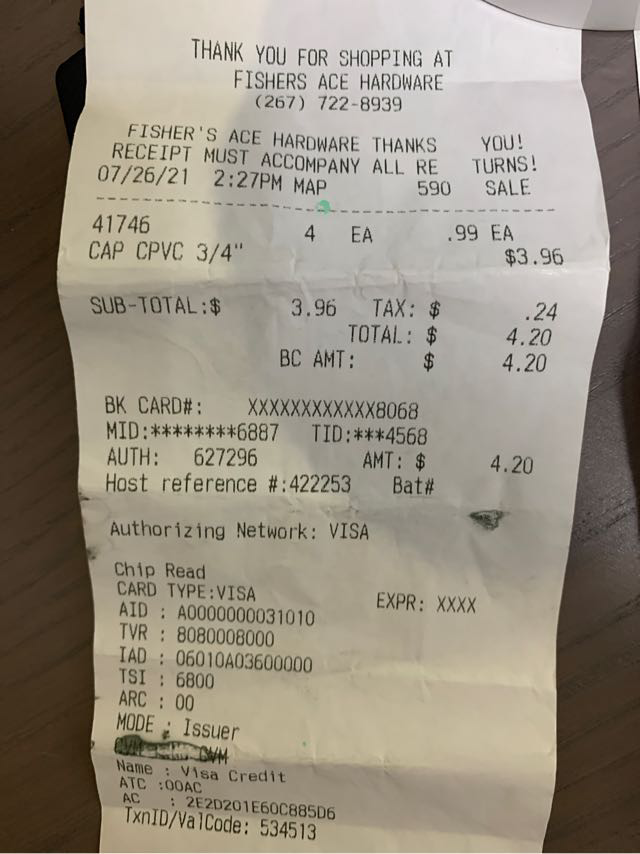 THANK YOU FOR SHOPPING AT
FISHERS ACE HARDWARE
(267) 722-8939
FISHER'S ACE HARDWARE THANKS YOU!
RECEIPT MUST ACCOMPANY ALL RE TURNS!
07/26/21 2:27PM MAP 590 SALE
41746 4 EA .99 EA
CAP CPVC 3/4" $3.96
SUB-TOTAL:$ 3.96 TAX: $ .24
TOTAL: $ 4.20
BC AMT: $ 4.20
BK CARD#: XXXXXXXXXXXX8068
MID:********6887 TID:***4568
AUTH: 627296 AMT: $ 4.20
Host reference #:422253 Bat#
Authorizing Network: VISA
Chip Read
CARD TYPE:VISA EXPR: XXXX
AID : A0000000031010
TVR : 8080008000
IAD : 06010A03600000
TSI : 6800
ARC : 00
MODE : Issuer
CVM
Name : Visa Credit
ATC :00AC
AC : 2E2D201E60C885D6
TxnID/ValCode: 534513